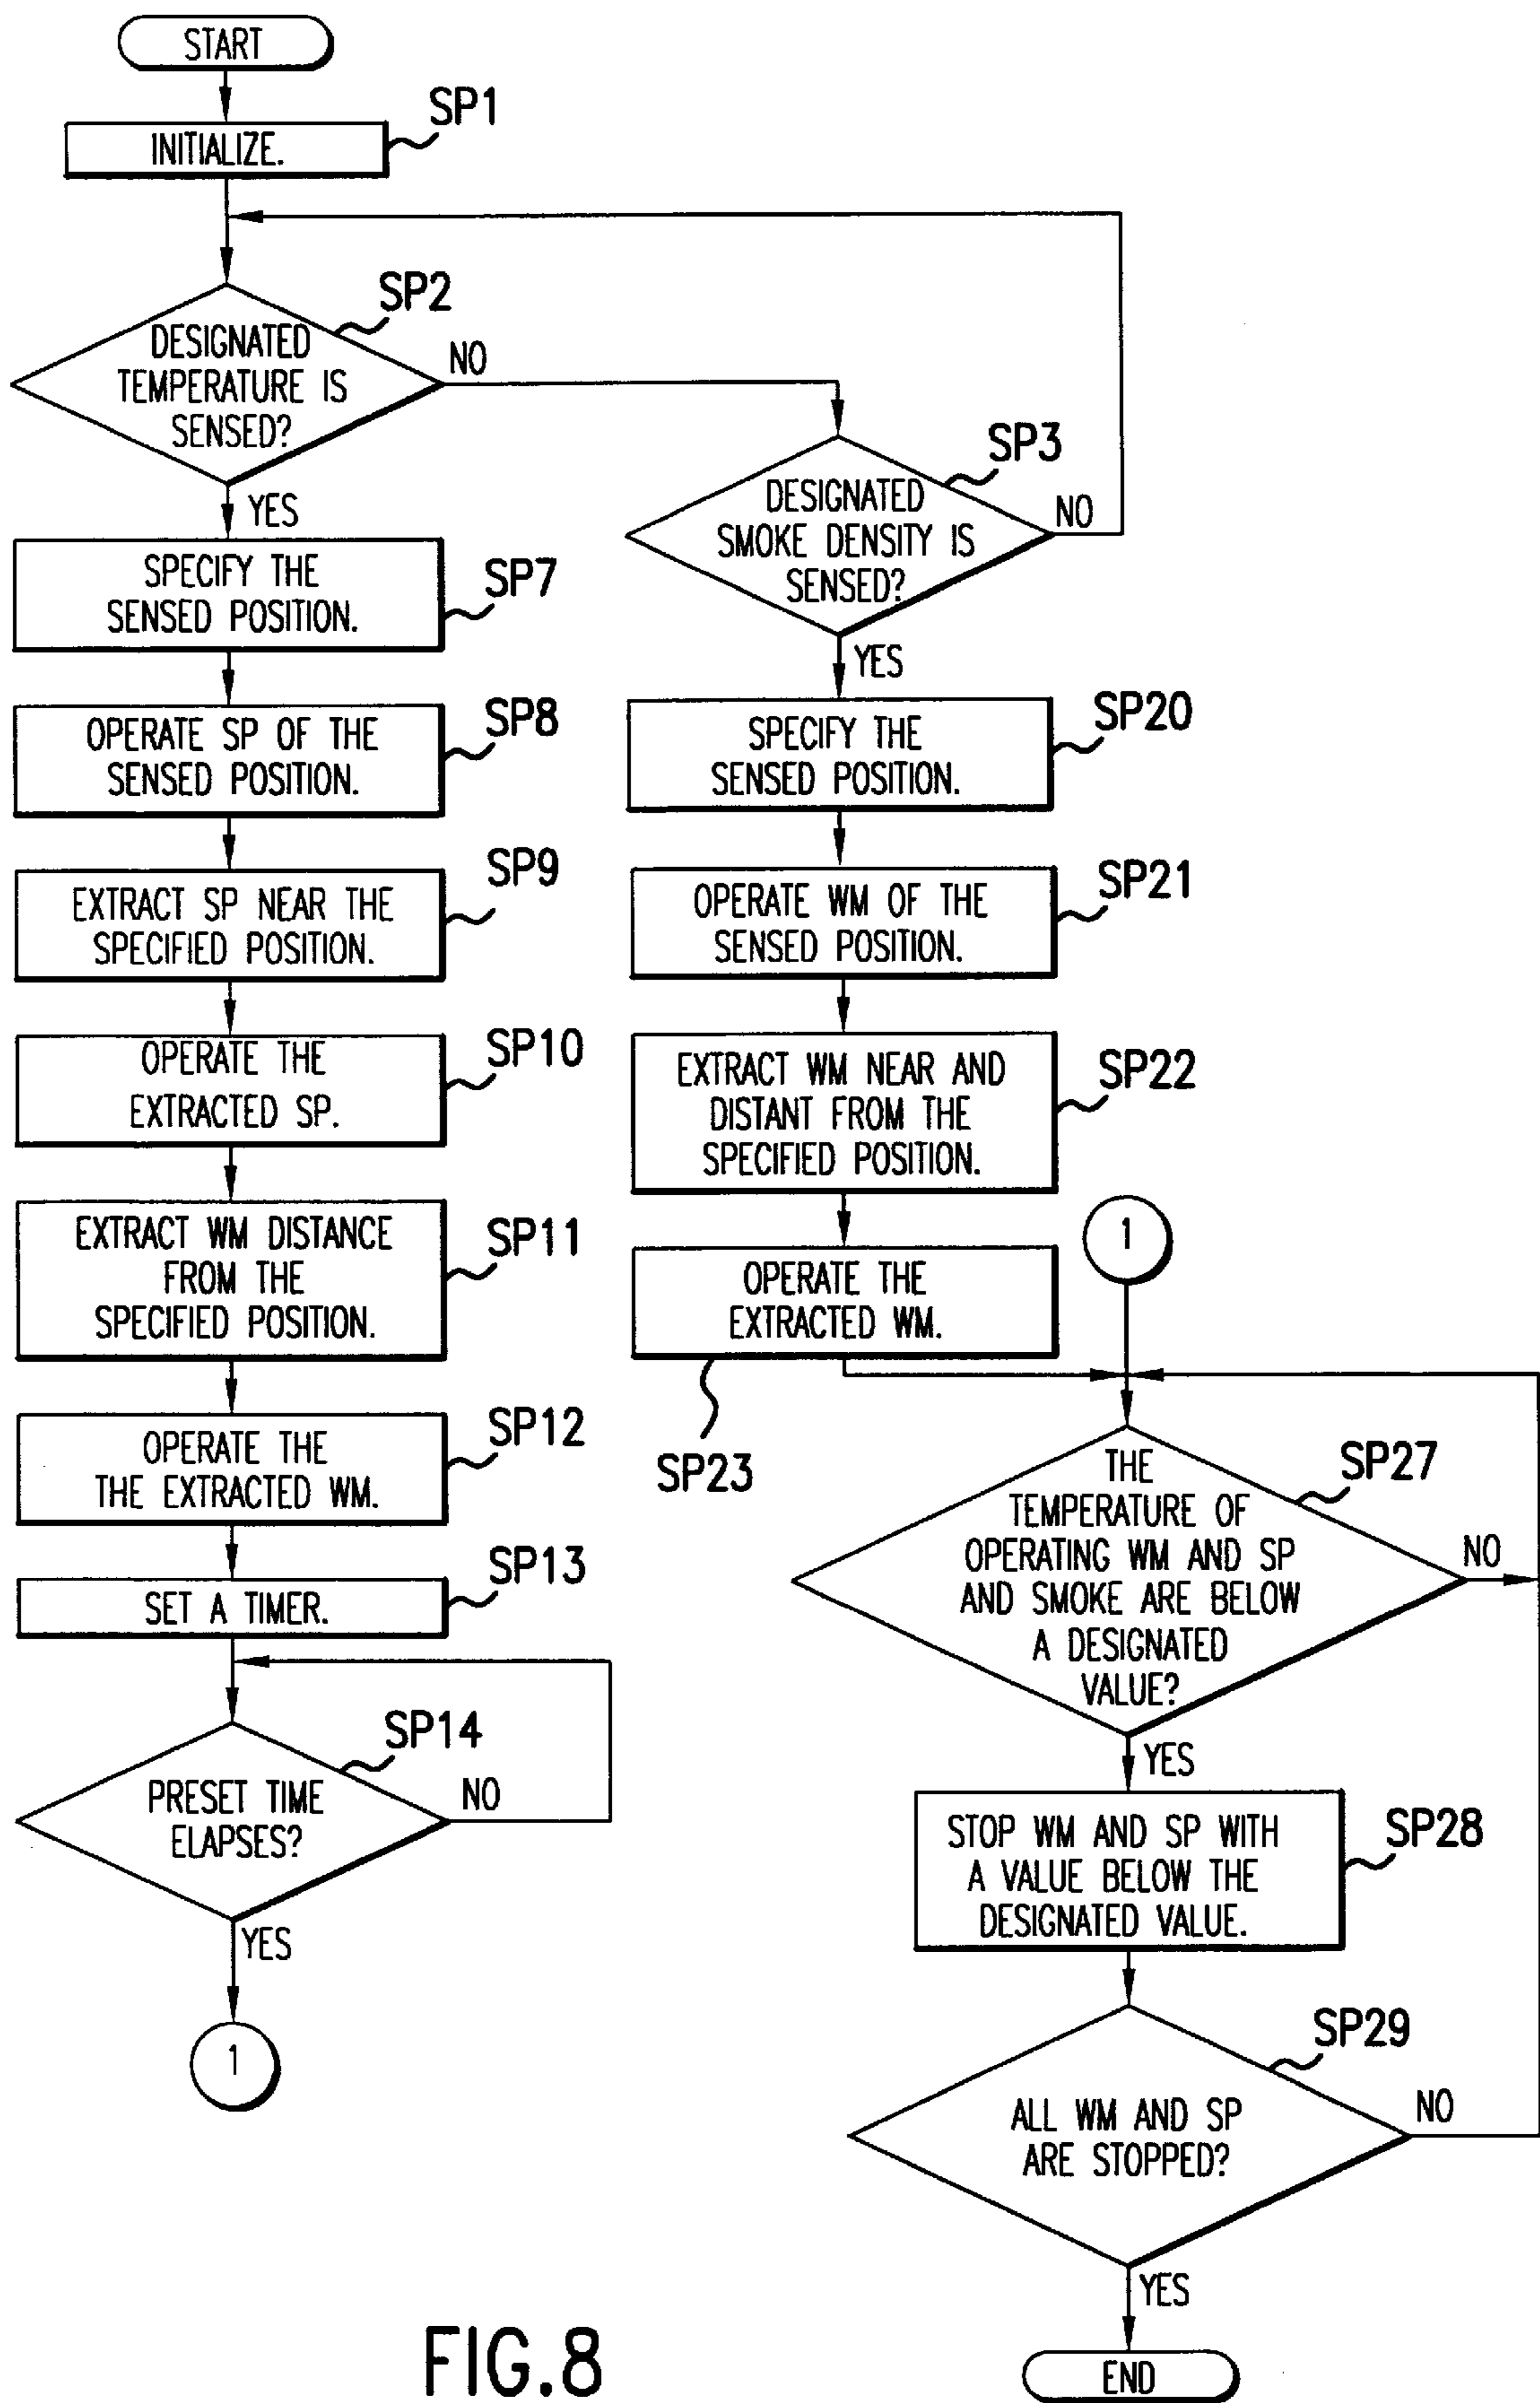 START
SP1
INITIALIZE.
SP2
DESIGNATED
TEMPERATURE IS
SENSED?
NO
YES
SP3
DESIGNATED
SMOKE DENSITY IS
SENSED?
NO
YES
SPECIFY THE
SENSED POSITION.
SP7
OPERATE SP OF THE
SENSED POSITION.
SP8
EXTRACT SP NEAR THE
SPECIFIED POSITION.
SP9
OPERATE THE
EXTRACTED SP.
SP10
EXTRACT WM DISTANCE
FROM THE
SPECIFIED POSITION.
SP11
OPERATE THE
THE EXTRACTED WM.
SP12
SET A TIMER.
SP13
SP14
PRESET TIME
ELAPSES?
NO
YES
1
SPECIFY THE
SENSED POSITION.
SP20
OPERATE WM OF THE
SENSED POSITION.
SP21
EXTRACT WM NEAR AND
DISTANT FROM THE
SPECIFIED POSITION.
SP22
OPERATE THE
EXTRACTED WM.
SP23
1
THE
TEMPERATURE OF
OPERATING WM AND SP
AND SMOKE ARE BELOW
A DESIGNATED
VALUE?
SP27
NO
YES
STOP WM AND SP WITH
A VALUE BELOW THE
DESIGNATED VALUE.
SP28
SP29
ALL WM AND SP
ARE STOPPED?
NO
YES
END
FIG.8